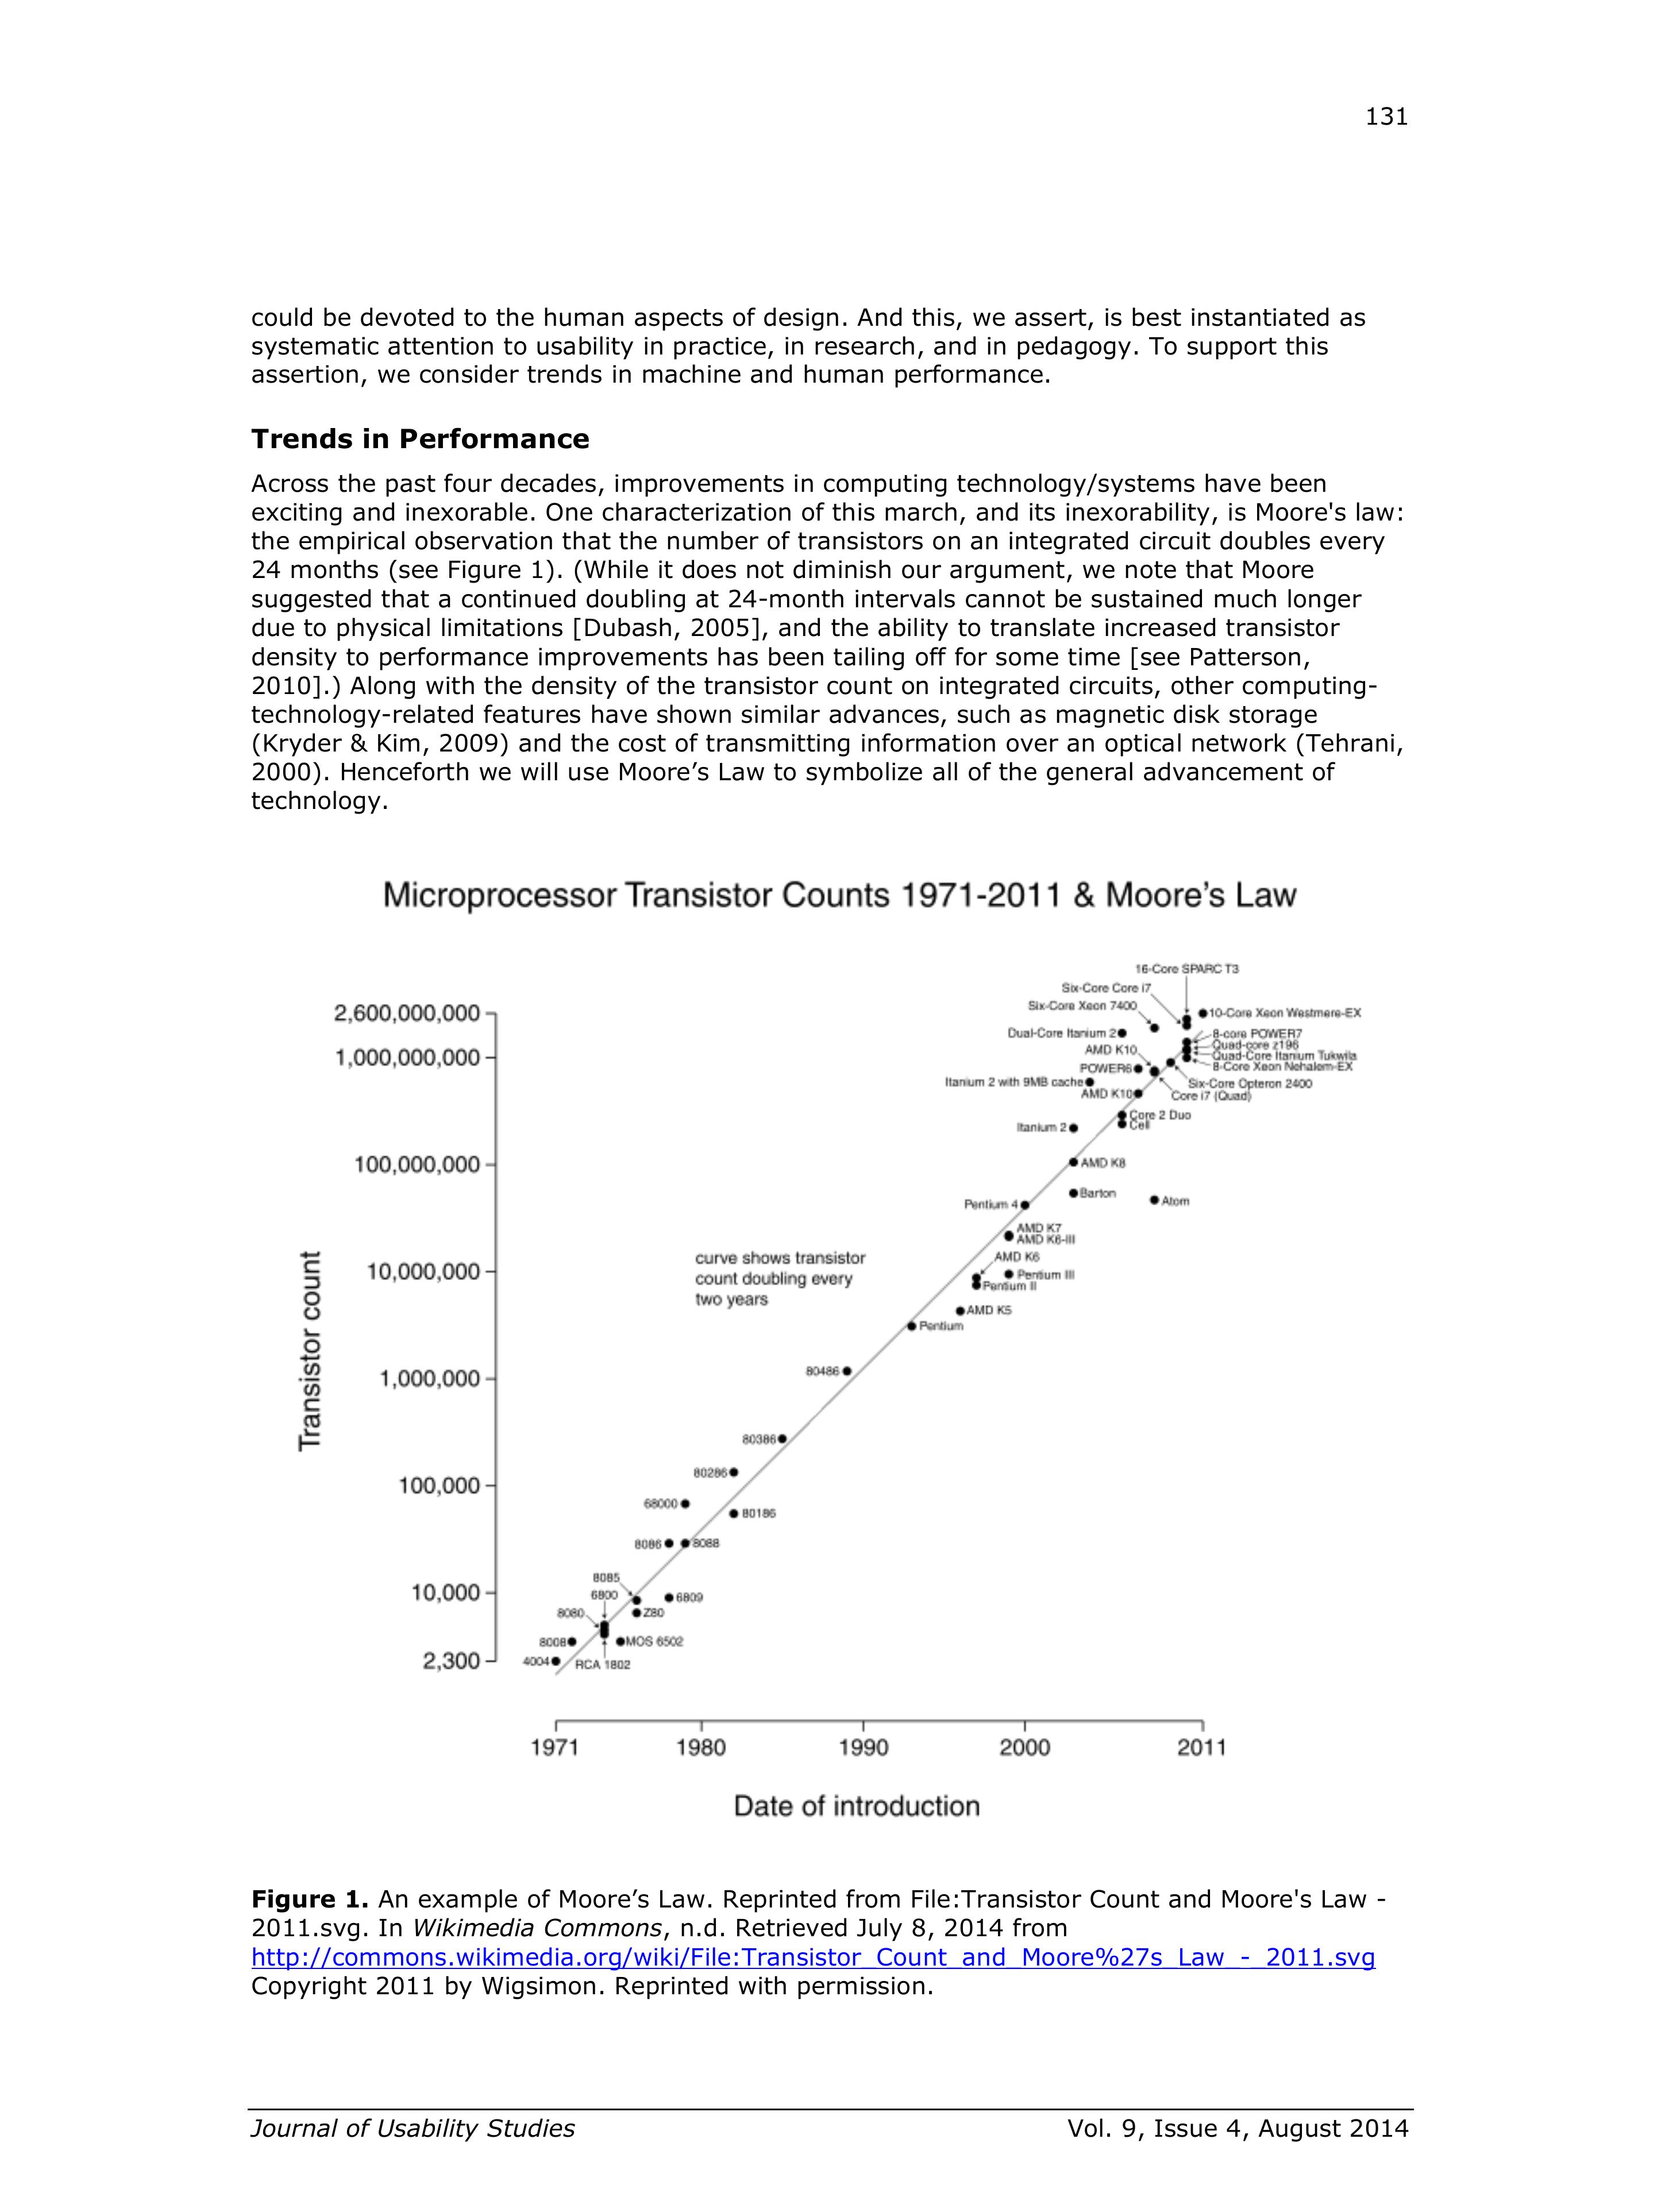 131
could be devoted to the human aspects of design. And this, we assert, is best instantiated as
systematic attention to usability in practice, in research, and in pedagogy. To support this
assertion, we consider trends in machine and human performance.
Trends in Performance
Across the past four decades, improvements in computing technology/systems have been
exciting and inexorable. One characterization of this march, and its inexorability, is Moore's law:
the empirical observation that the number of transistors on an integrated circuit doubles every
24 months (see Figure 1). (While it does not diminish our argument, we note that Moore
suggested that a continued doubling at 24-month intervals cannot be sustained much longer
due to physical limitations [Dubash, 2005], and the ability to translate increased transistor
density to performance improvements has been tailing off for some time [see Patterson,
2010].) Along with the density of the transistor count on integrated circuits, other computing-
technology-related features have shown similar advances, such as magnetic disk storage
(Kryder & Kim, 2009) and the cost of transmitting information over an optical network (Tehrani,
2000). Henceforth we will use Moore’s Law to symbolize all of the general advancement of
technology.
Microprocessor Transistor Counts 1971-2011 & Moore’s Law
16-Core SPARC T3
Six-Core Core i7
Six-Core Xeon 7400
10-Core Xeon Westmere-EX
Dual-Core Itanium 2
8-core POWER7
Quad-core z196
AMD K10
Quad-Core Itanium Tukwila
8-Core Xeon Nehalem-EX
POWER6
Itanium 2 with 9MB cache
Six-Core Opteron 2400
AMD K10
Core i7 (Quad)
Core 2 Duo
Cell
Itanium 2
AMD K8
Barton
Atom
Pentium 4
AMD K7
AMD K6-III
AMD K6
Pentium III
Pentium II
AMD K5
Pentium
80486
80386
80286
68000
80186
8086
8088
8085
6800
6809
8080
Z80
8008
MOS 6502
4004
RCA 1802
curve shows transistor
count doubling every
two years
2,600,000,000
1,000,000,000
100,000,000
10,000,000
1,000,000
100,000
10,000
2,300
Transistor count
1971 1980 1990 2000 2011
Date of introduction
Figure 1. An example of Moore’s Law. Reprinted from File:Transistor Count and Moore's Law -
2011.svg. In Wikimedia Commons, n.d. Retrieved July 8, 2014 from
http://commons.wikimedia.org/wiki/File:Transistor_Count_and_Moore%27s_Law_-_2011.svg
Copyright 2011 by Wigsimon. Reprinted with permission.
Journal of Usability Studies Vol. 9, Issue 4, August 2014